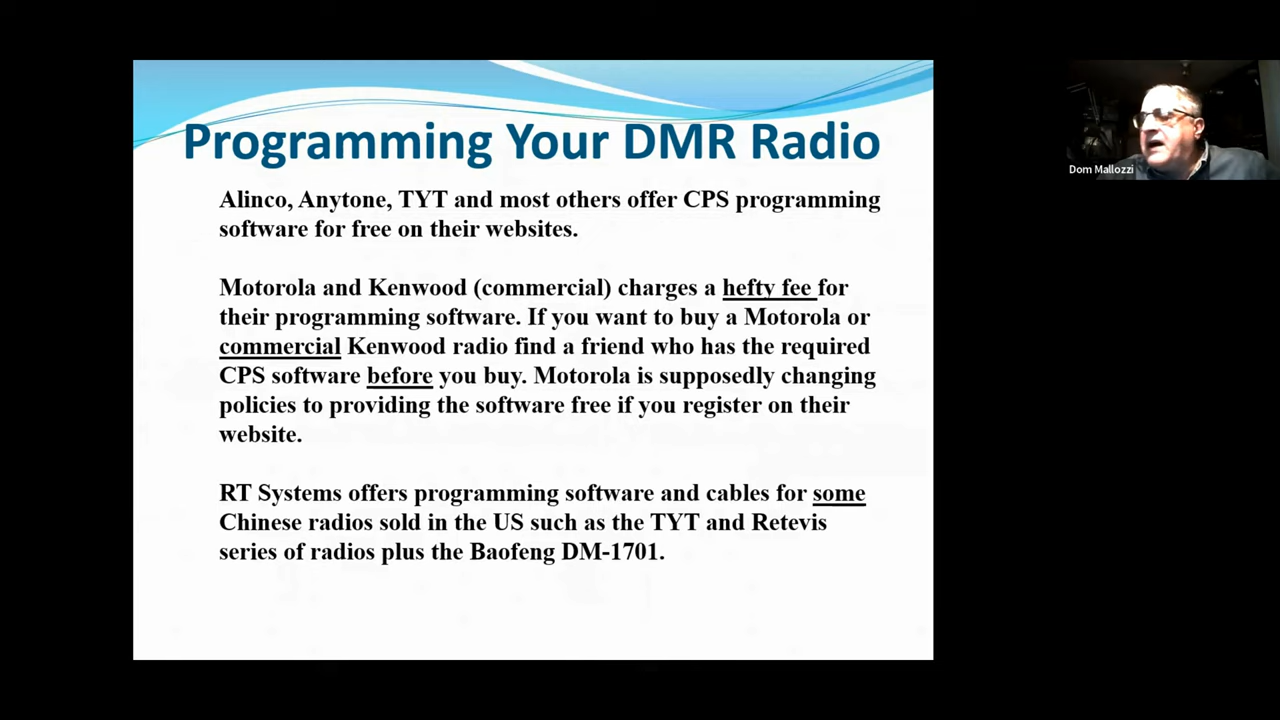 Programming Your DMR Radio
Alinco, Anytone, TYT and most others offer CPS programming
software for free on their websites.
Motorola and Kenwood (commercial) charges a hefty fee for
their programming software. If you want to buy a Motorola or
commercial Kenwood radio find a friend who has the required
CPS software before you buy. Motorola is supposedly changing
policies to providing the software free if you register on their
website.
RT Systems offers programming software and cables for some
Chinese radios sold in the US such as the TYT and Retevis
series of radios plus the Baofeng DM-1701.
Dom Mallozzi